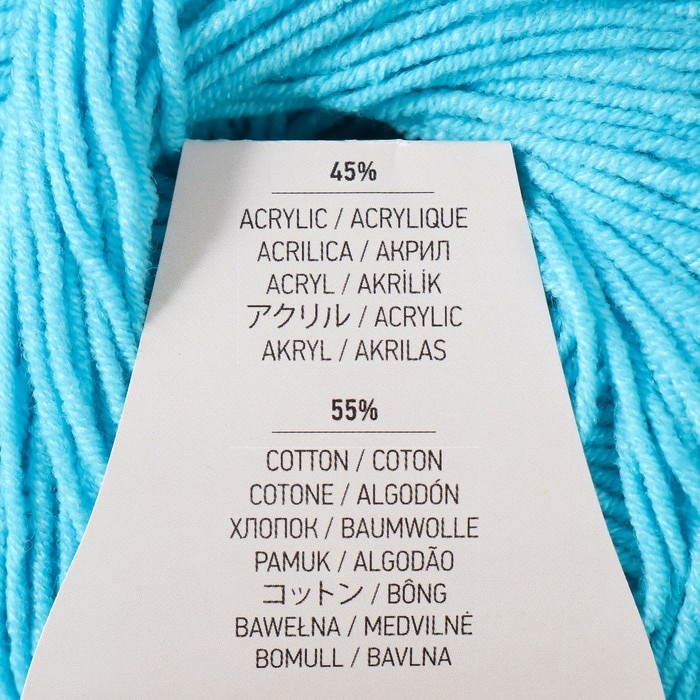 45%
ACRYLIC / ACRYLIQUE
ACRILICA / АКРИЛ
ACRYL / AKRİLİK
アクリル / ACRYLIC
AKRYL / AKRILAS
55%
COTTON / COTON
COTONE / ALGODÓN
ХЛОПОК / BAUMWOLLE
PAMUK / ALGODÃO
コットン / BÔNG
BAWEŁNA / MEDVILNĖ
BOMULL / BAVLNA